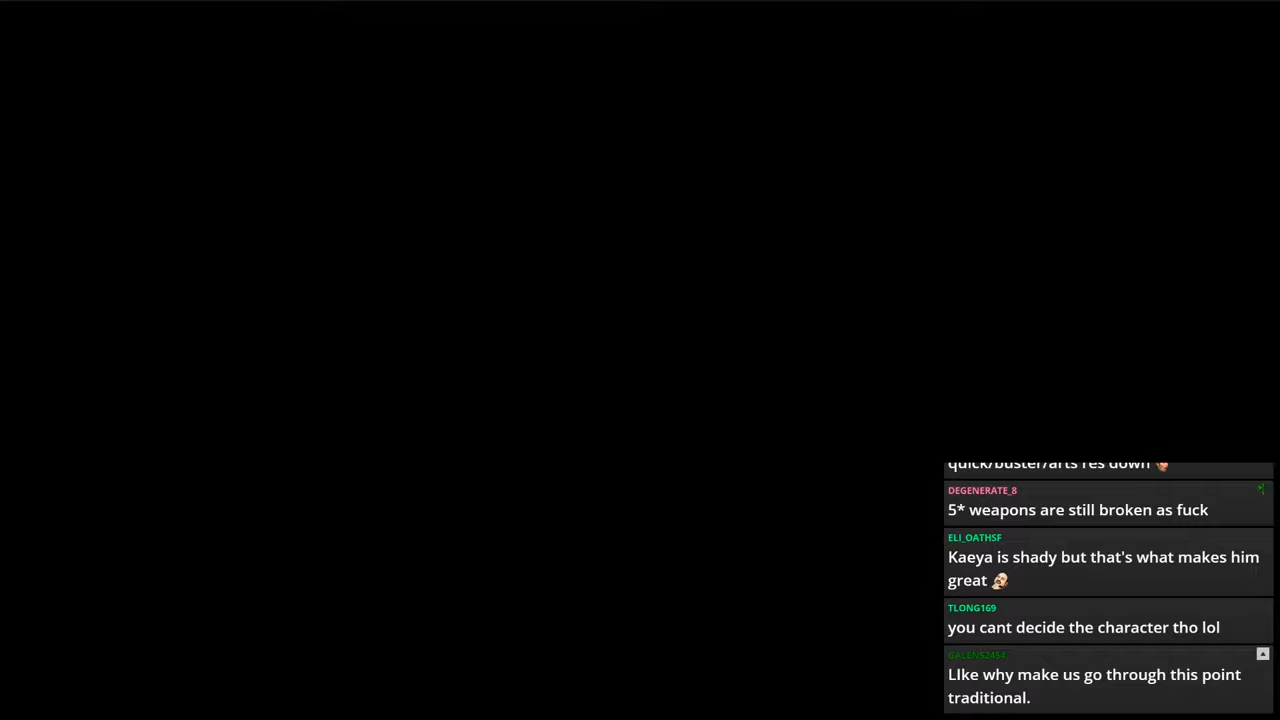 quick/buster/arts res down
DEGENERATE_8
5* weapons are still broken as fuck
ELI_OATHSF
Kaeya is shady but that's what makes him
great
TLONG169
you cant decide the character tho lol
GALENS2464
LIke why make us go through this point
traditional.